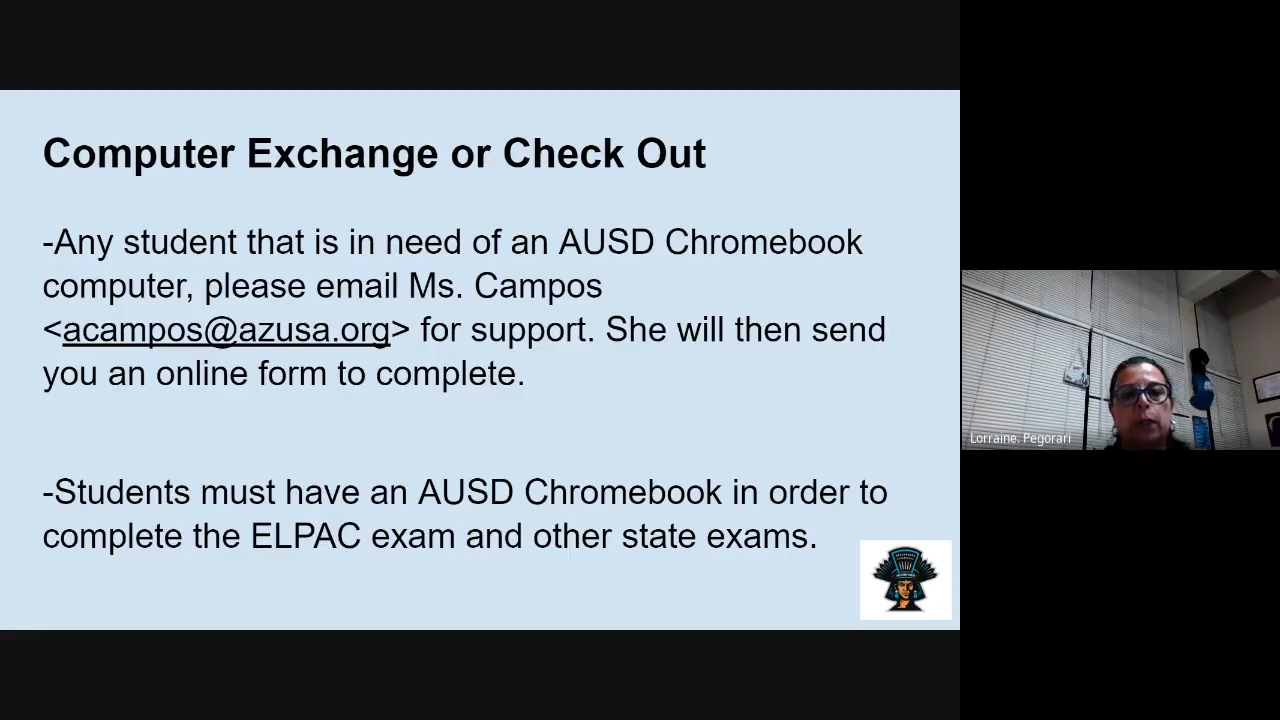 Computer Exchange or Check Out
-Any student that is in need of an AUSD Chromebook
computer, please email Ms. Campos
<acampos@azusa.org> for support. She will then send
you an online form to complete.
-Students must have an AUSD Chromebook in order to
complete the ELPAC exam and other state exams.
Lorraine. Pegorari